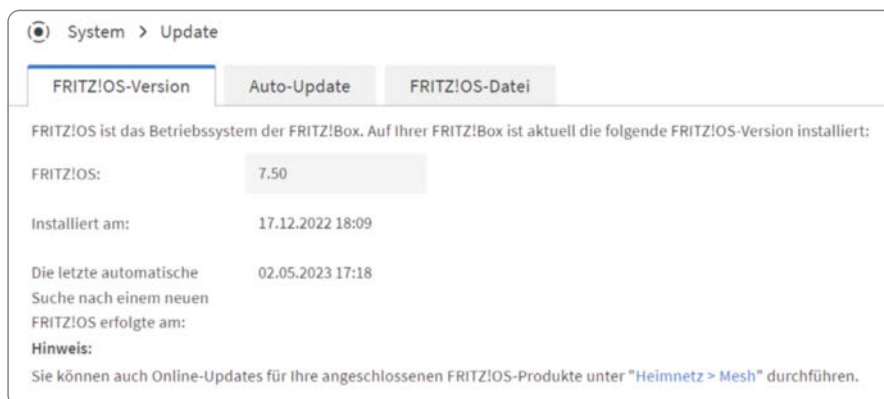 System > Update
FRITZ!OS-Version Auto-Update FRITZ!OS-Datei
FRITZ!OS ist das Betriebssystem der FRITZ!Box. Auf Ihrer FRITZ!Box ist aktuell die folgende FRITZ!OS-Version installiert:
FRITZ!OS: 7.50
Installiert am: 17.12.2022 18:09
Die letzte automatische 02.05.2023 17:18
Suche nach einem neuen
FRITZ!OS erfolgte am:
Hinweis:
Sie können auch Online-Updates für Ihre angeschlossenen FRITZ!OS-Produkte unter "Heimnetz > Mesh" durchführen.